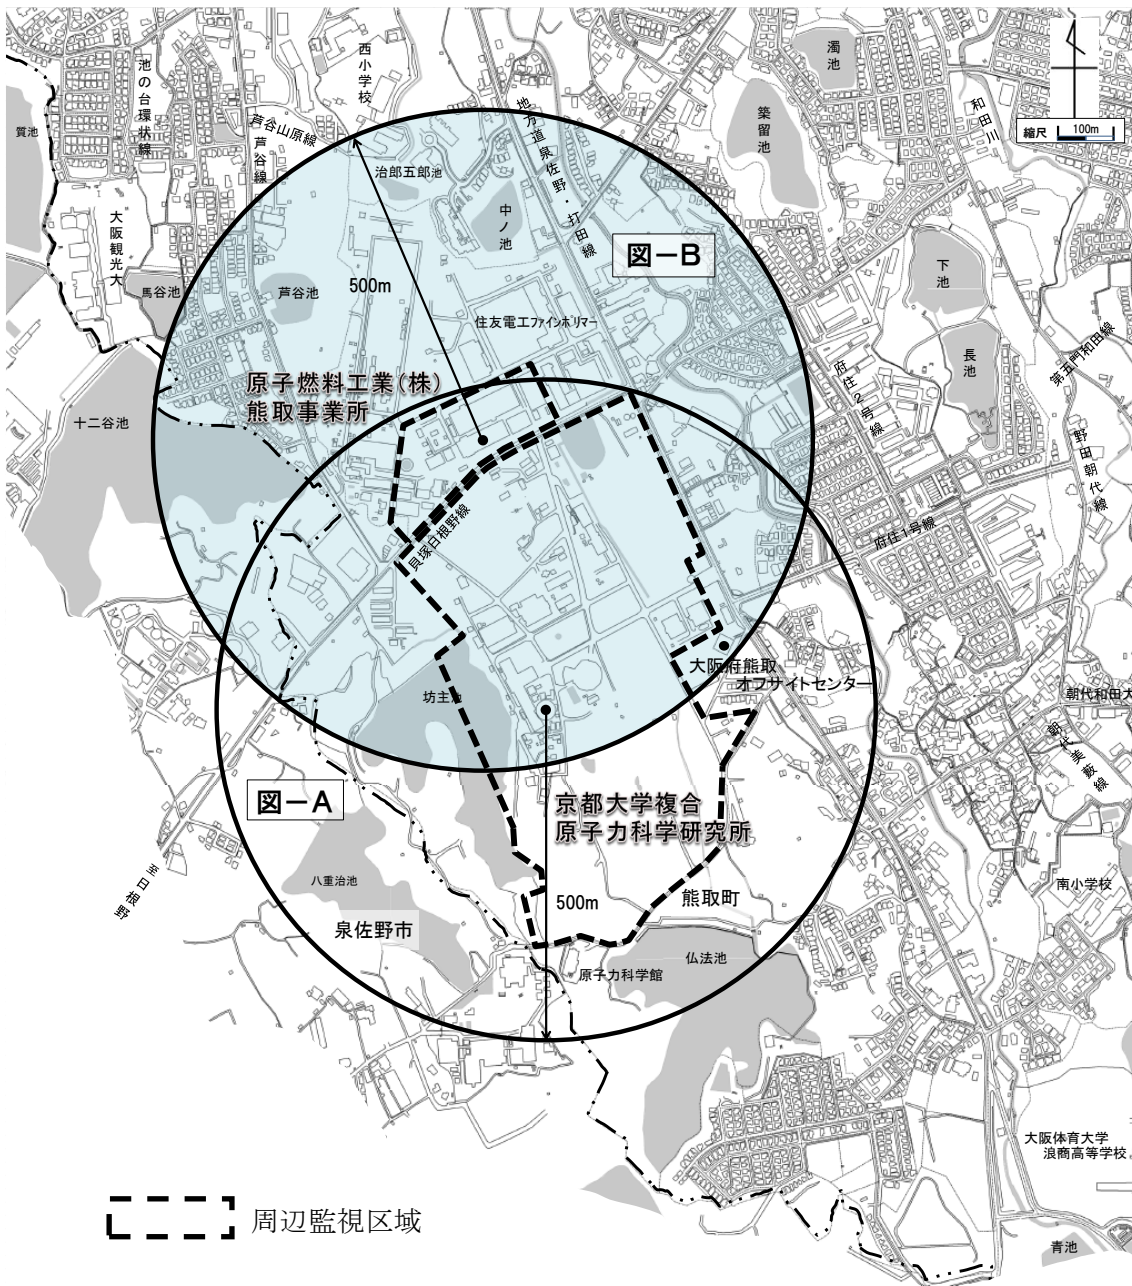 西小学校
濁池
池の台環状線
芦谷山原線
芦谷線
地方道泉佐野・打田線
築留池
和田川
縮尺 100m
質池
治郎五郎池
中ノ池
大阪観光大
図－B
下池
馬谷池
芦谷池
500m
住友電工ファインポリマー
府住2号線
長池
第五門和田線
原子燃料工業(株)
熊取事業所
十二谷池
野田朝代線
貝塚日根野線
府住1号線
大阪府熊取
オフサイトセンター
坊主池
朝代和田大
朝代美薮線
図－A
京都大学複合
原子力科学研究所
至日根野
八重治池
500m
熊取町
南小学校
泉佐野市
仏法池
原子力科学館
大阪体育大学
浪商高等学校
周辺監視区域
青池